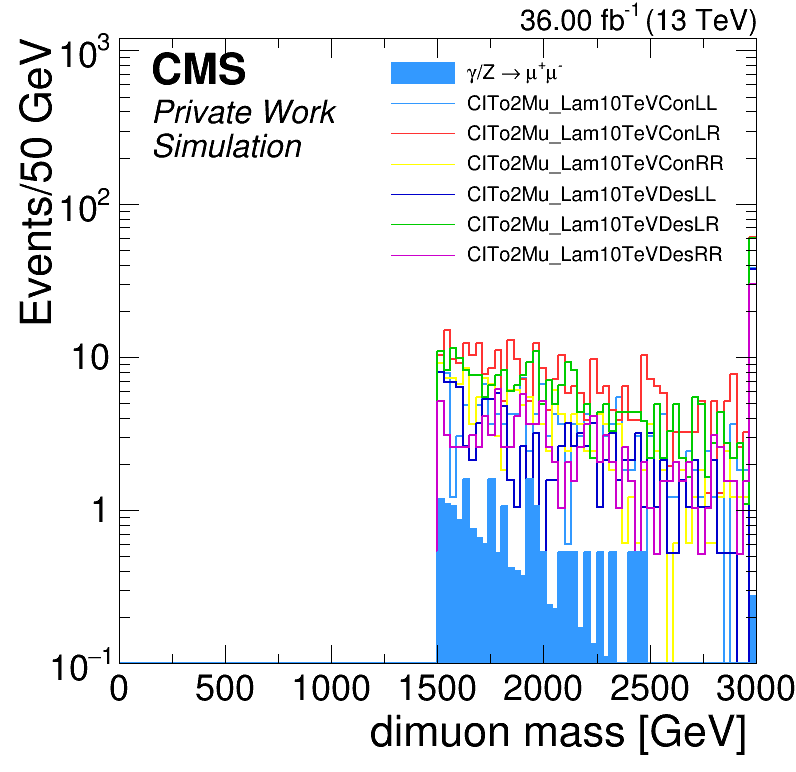 36.00 fb⁻¹ (13 TeV)
CMS
Private Work
Simulation
γ/Z → μ⁺μ⁻
CITo2Mu_Lam10TeVConLL
CITo2Mu_Lam10TeVConLR
CITo2Mu_Lam10TeVConRR
CITo2Mu_Lam10TeVDesLL
CITo2Mu_Lam10TeVDesLR
CITo2Mu_Lam10TeVDesRR
Events/50 GeV
10³
10²
10
1
10⁻¹
0 500 1000 1500 2000 2500 3000
dimuon mass [GeV]